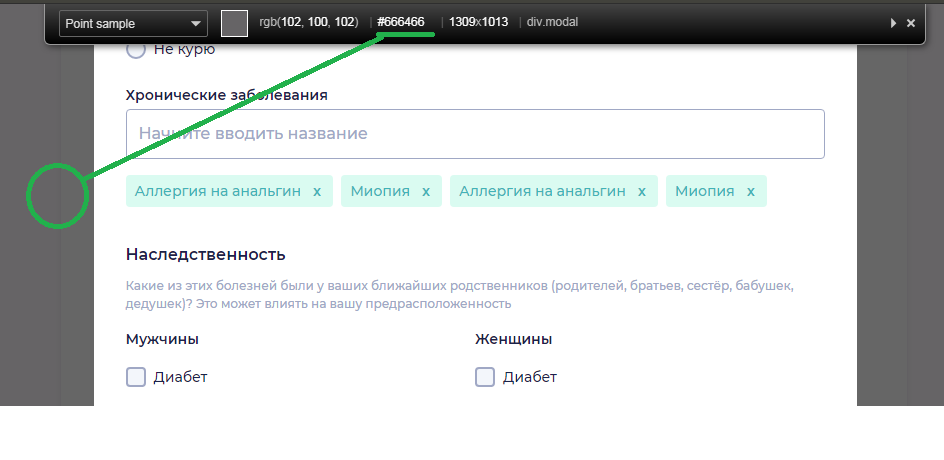 Point sample rgb(102, 100, 102) | #666466 | 1309x1013 | div.modal
Не курю
Хронические заболевания
Начните вводить название
Аллергия на анальгин x Миопия x Аллергия на анальгин x Миопия x
Наследственность
Какие из этих болезней были у ваших ближайших родственников (родителей, братьев, сестёр, бабушек,
дедушек)? Это может влиять на вашу предрасположенность
Мужчины Женщины
Диабет Диабет